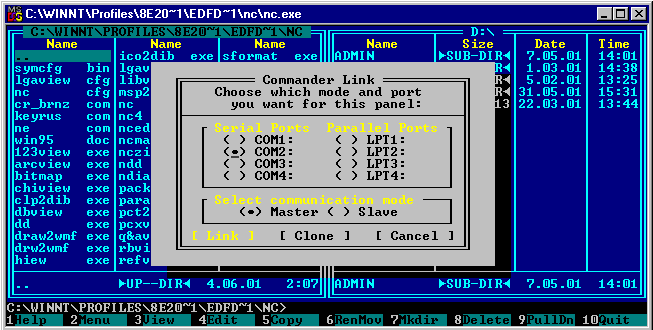 C:\WINNT\Profiles\8E20~1\EDFD~1\nc\nc.exe
C:\WINNT\PROFILES\8E20~1\EDFD~1\NC D:\
Name Name Name Name Size Date Time
.. ico2dib exe sformat exe ADMIN ►SUB-DIR◄ 7.05.01 14:01
symcfg bin lgav 1.03.01 14:38
lgaview cfg libv 5.02.01 13:25
nc cfg msp2 31.05.01 15:31
cr_brnz com nc 13 22.03.01 13:44
keyrus com nc4
ne com nced
win95 doc ncma
123view exe nczi
arcview exe ndd
bitmap exe ndia
chiview exe pack
clp2dib exe para
dbview exe pct2
dd exe pcxv
draw2wmf exe q&av
drw2wmf exe rbvi
hiew exe refv
Commander Link
Choose which mode and port
you want for this panel:
Serial Ports Parallel Ports
( ) COM1: ( ) LPT1:
(•) COM2: ( ) LPT2:
( ) COM3: ( ) LPT3:
( ) COM4: ( ) LPT4:
Select communication mode
(•) Master ( ) Slave
[ Link ] [ Clone ] [ Cancel ]
.. ►UP--DIR◄ 4.06.01 2:07 ADMIN ►SUB-DIR◄ 7.05.01 14:01
C:\WINNT\PROFILES\8E20~1\EDFD~1\NC>
1Help 2Menu 3View 4Edit 5Copy 6RenMov 7Mkdir 8Delete 9PullDn 10Quit